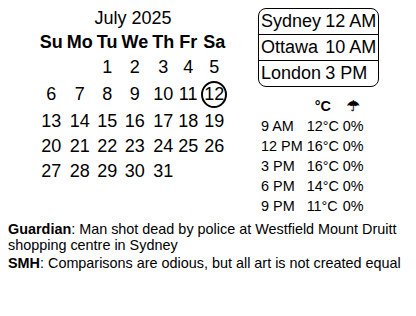 July 2025
Su Mo Tu We Th Fr Sa
1 2 3 4 5
6 7 8 9 10 11 12
13 14 15 16 17 18 19
20 21 22 23 24 25 26
27 28 29 30 31
Sydney 12 AM
Ottawa 10 AM
London 3 PM
°C ☂
9 AM 12°C 0%
12 PM 16°C 0%
3 PM 16°C 0%
6 PM 14°C 0%
9 PM 11°C 0%
Guardian: Man shot dead by police at Westfield Mount Druitt
shopping centre in Sydney
SMH: Comparisons are odious, but all art is not created equal